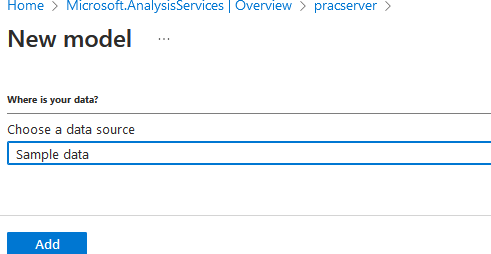 Home > Microsoft.AnalysisServices | Overview > pracserver >
New model ...
Where is your data?
Choose a data source
Sample data
Add